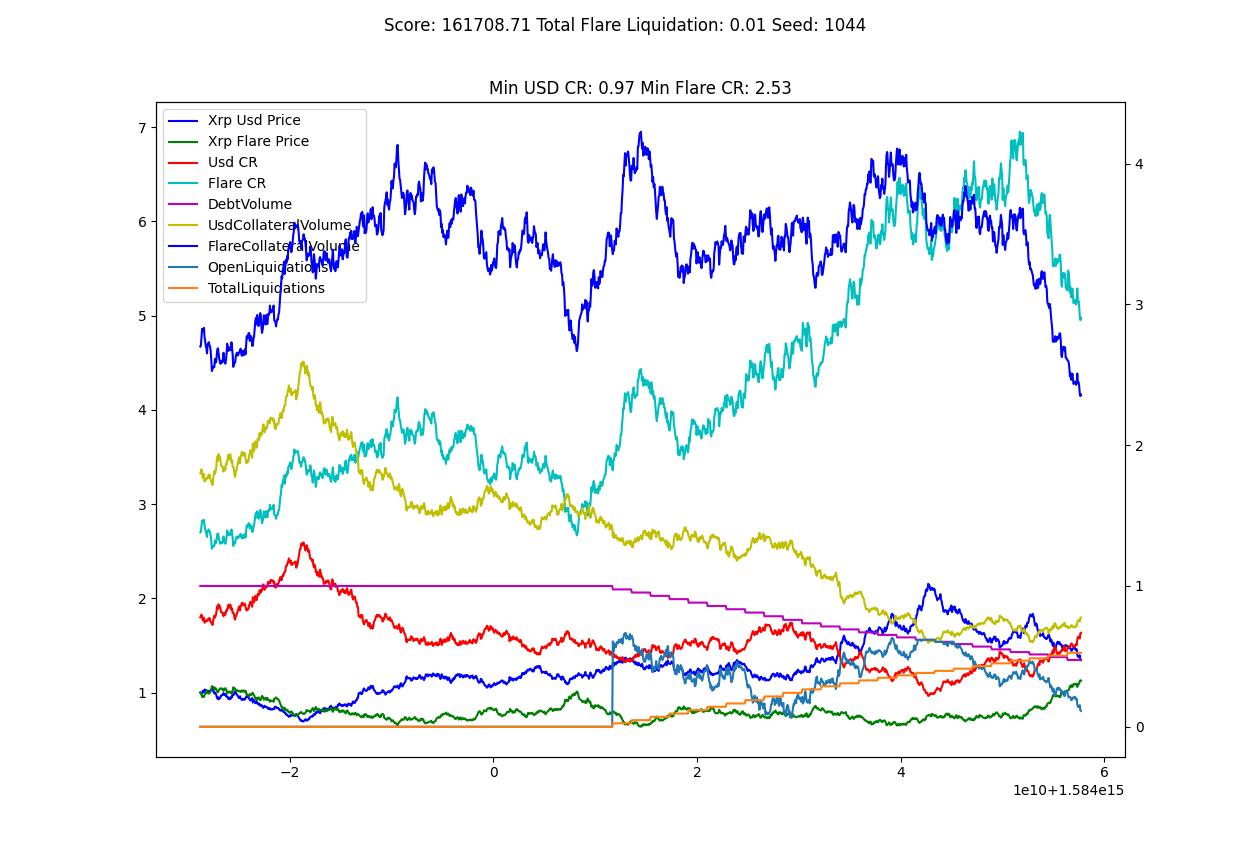 Score: 161708.71 Total Flare Liquidation: 0.01 Seed: 1044
Min USD CR: 0.97 Min Flare CR: 2.53
Xrp Usd Price
Xrp Flare Price
Usd CR
Flare CR
DebtVolume
UsdCollateralVolume
FlareCollateralVolume
OpenLiquidations
TotalLiquidations
7
6
5
4
3
2
1
4
3
2
1
0
−2
0
2
4
6
1e10+1.584e15